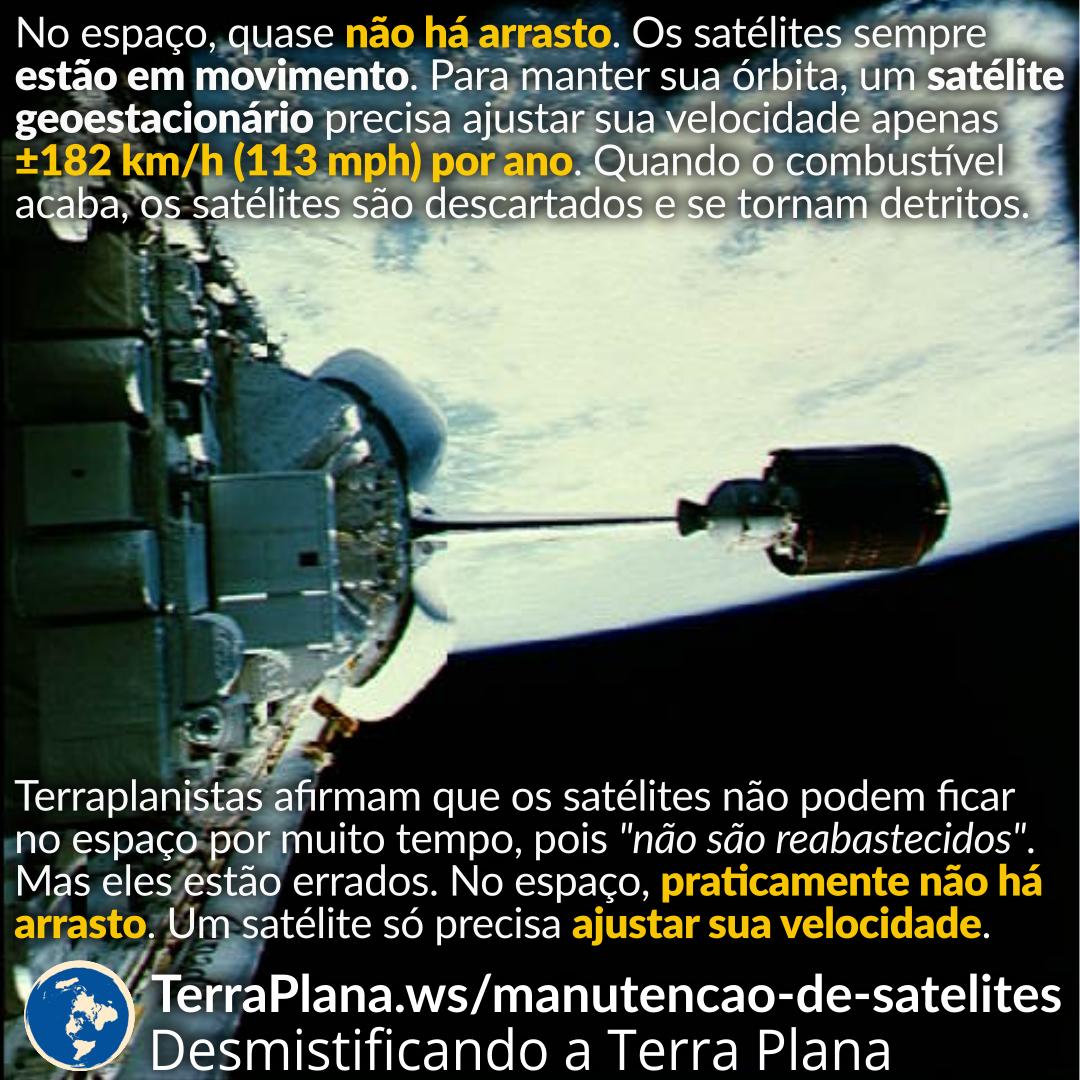 No espaço, quase não há arrasto. Os satélites sempre
estão em movimento. Para manter sua órbita, um satélite
geoestacionário precisa ajustar sua velocidade apenas
±182 km/h (113 mph) por ano. Quando o combustível
acaba, os satélites são descartados e se tornam detritos.
Terraplanistas afirmam que os satélites não podem ficar
no espaço por muito tempo, pois "não são reabastecidos".
Mas eles estão errados. No espaço, praticamente não há
arrasto. Um satélite só precisa ajustar sua velocidade.
TerraPlana.ws/manutencao-de-satelites
Desmistificando a Terra Plana